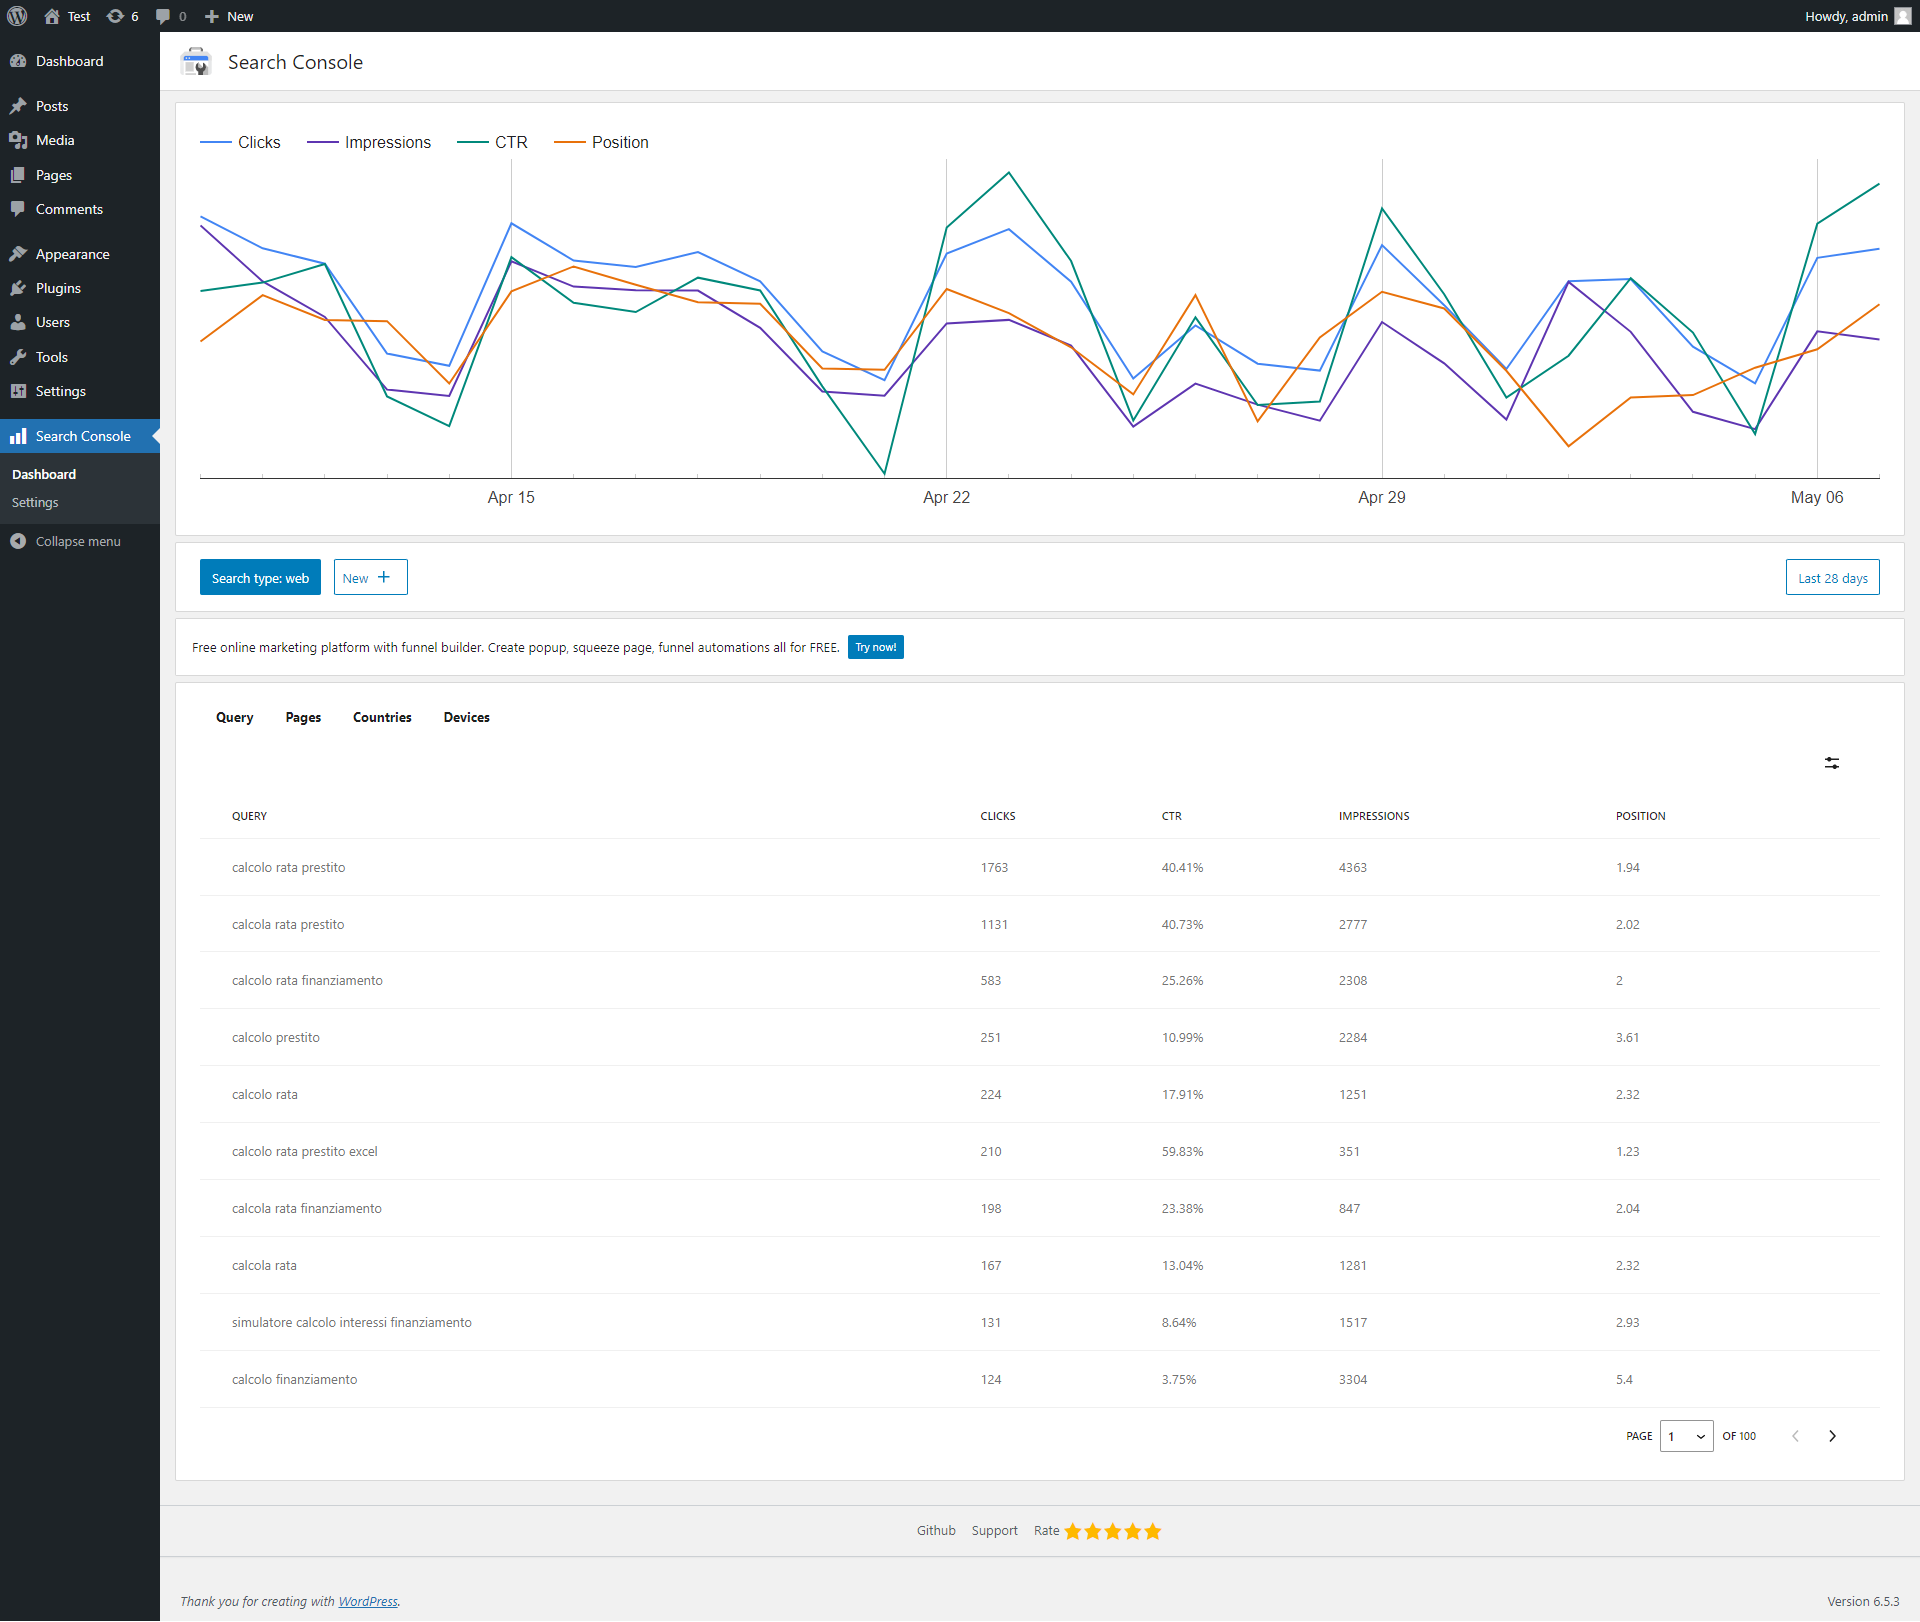 Test 6 0 New Howdy, admin
Dashboard
Posts
Media
Pages
Comments
Appearance
Plugins
Users
Tools
Settings
Search Console
Dashboard
Settings
Collapse menu
Search Console
Clicks Impressions CTR Position
Apr 15 Apr 22 Apr 29 May 06
Search type: web New Last 28 days
Free online marketing platform with funnel builder. Create popup, squeeze page, funnel automations all for FREE. Try now!
Query Pages Countries Devices
QUERY CLICKS CTR IMPRESSIONS POSITION
calcolo rata prestito 1763 40.41% 4363 1.94
calcola rata prestito 1131 40.73% 2777 2.02
calcolo rata finanziamento 583 25.26% 2308 2
calcolo prestito 251 10.99% 2284 3.61
calcolo rata 224 17.91% 1251 2.32
calcolo rata prestito excel 210 59.83% 351 1.23
calcola rata finanziamento 198 23.38% 847 2.04
calcola rata 167 13.04% 1281 2.32
simulatore calcolo interessi finanziamento 131 8.64% 1517 2.93
calcolo finanziamento 124 3.75% 3304 5.4
PAGE 1 OF 100
Github Support Rate
Thank you for creating with WordPress. Version 6.5.3